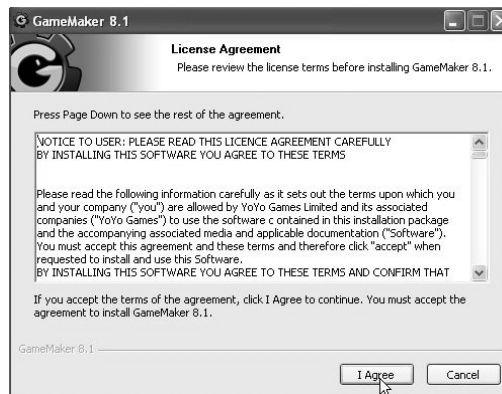 GameMaker 8.1
License Agreement
Please review the license terms before installing GameMaker 8.1.
Press Page Down to see the rest of the agreement.
NOTICE TO USER: PLEASE READ THIS LICENCE AGREEMENT CAREFULLY
BY INSTALLING THIS SOFTWARE YOU AGREE TO THESE TERMS
Please read the following information carefully as it sets out the terms upon which you
and your company ("you") are allowed by YoYo Games Limited and its associated
companies ("YoYo Games") to use the software c ontained in this installation package
and the accompanying associated media and applicable documentation ("Software").
You must accept this agreement and these terms and therefore click "accept" when
requested to install and use this Software.
BY INSTALLING THIS SOFTWARE YOU AGREE TO THESE TERMS AND CONFIRM THAT
If you accept the terms of the agreement, click I Agree to continue. You must accept the
agreement to install GameMaker 8.1.
GameMaker 8.1
I Agree
Cancel